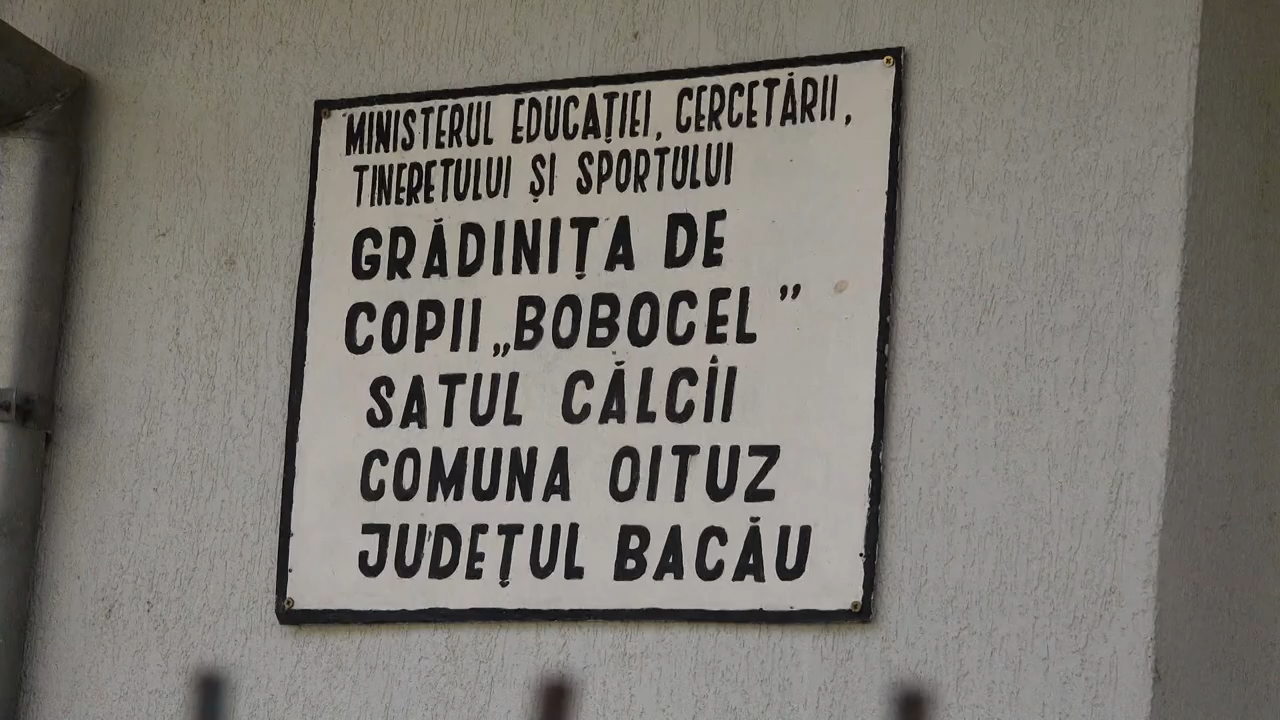 MINISTERUL EDUCAȚIEI, CERCETĂRII,
TINERETULUI ȘI SPORTULUI
GRĂDINIȚA DE
COPII „BOBOCEL”
SATUL CĂLCÎI
COMUNA OITUZ
JUDEȚUL BACĂU